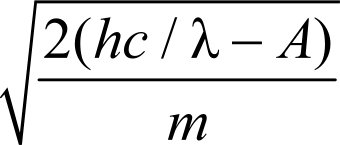 √(2(hc / λ – A) / m)